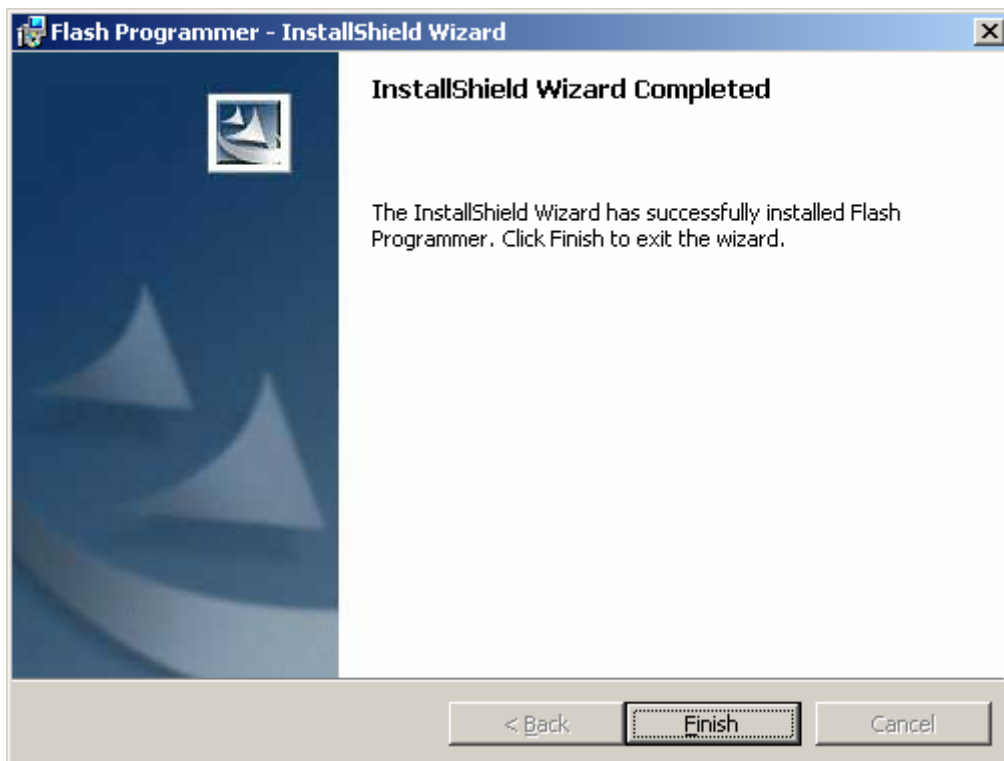 Flash Programmer - InstallShield Wizard
InstallShield Wizard Completed
The InstallShield Wizard has successfully installed Flash
Programmer. Click Finish to exit the wizard.
< Back
Finish
Cancel